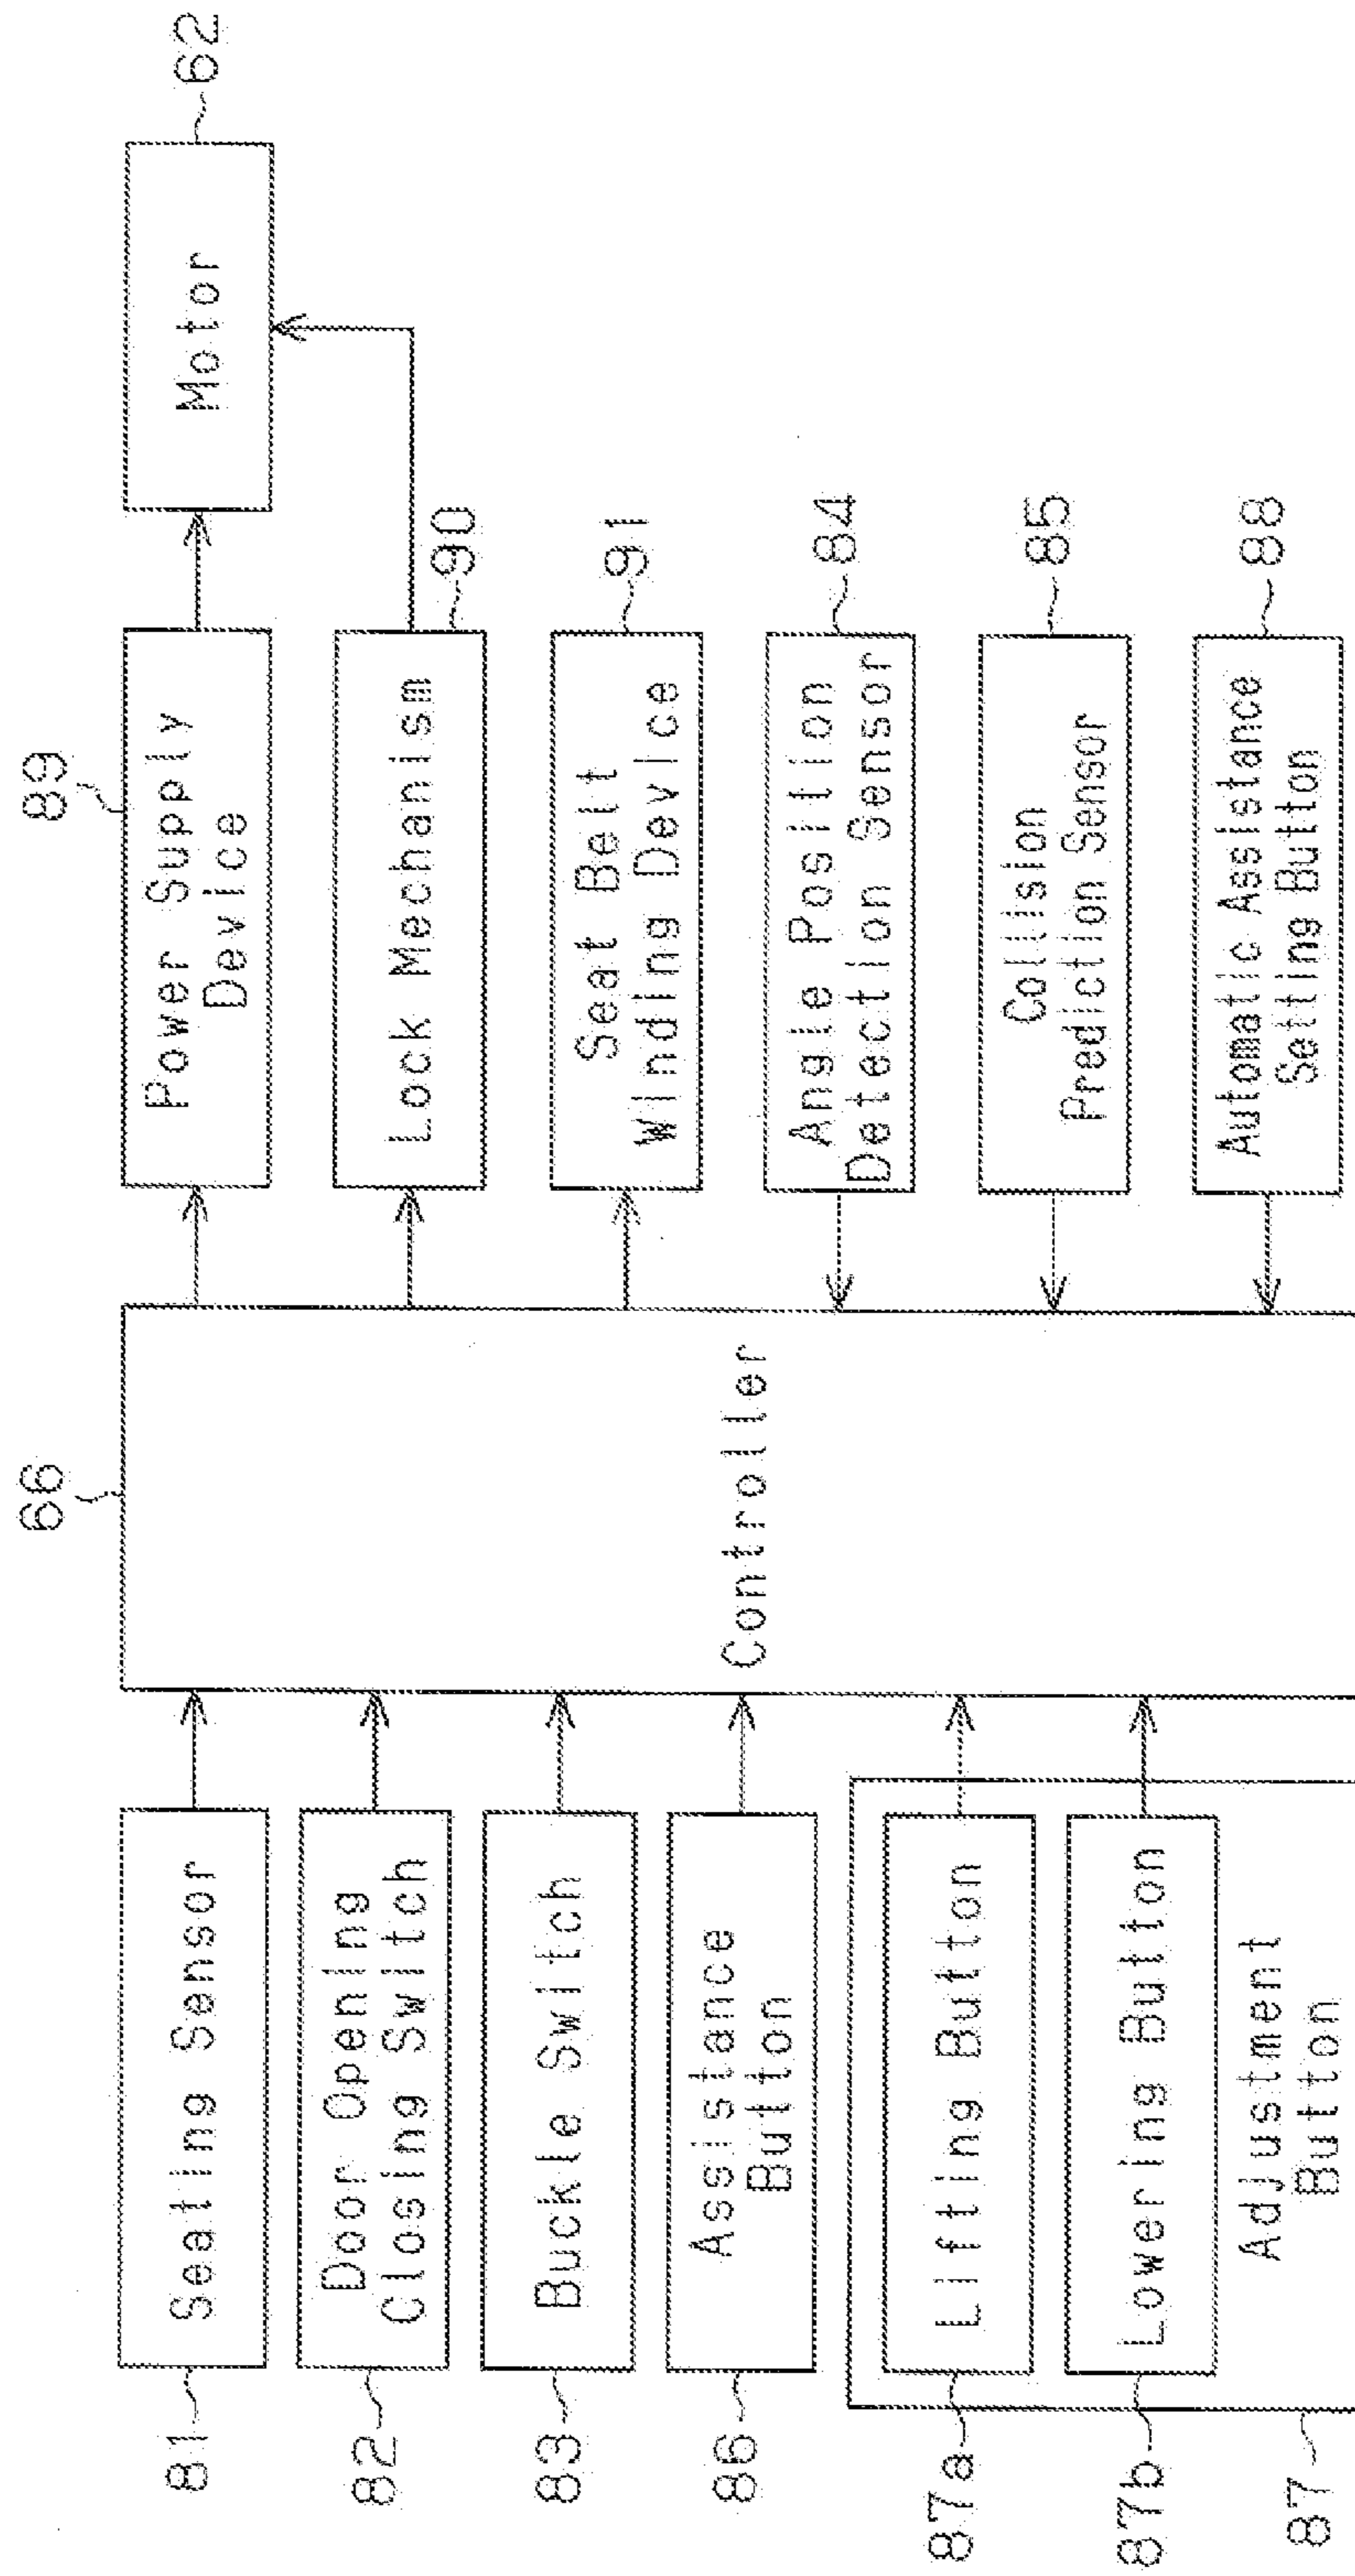 66
81
Seating Sensor
82
Door Opening
Closing Switch
83
Buckle Switch
86
Assistance
Button
87a
Lifting Button
87b
Lowering Button
87
Adjustment
Button
Controller
89
Power Supply
Device
Motor
62
Lock Mechanism
90
Seat Belt
Winding Device
91
Angle Position
Detection Sensor
84
Collision
Prediction Sensor
85
Automatic Assistance
Setting Button
88